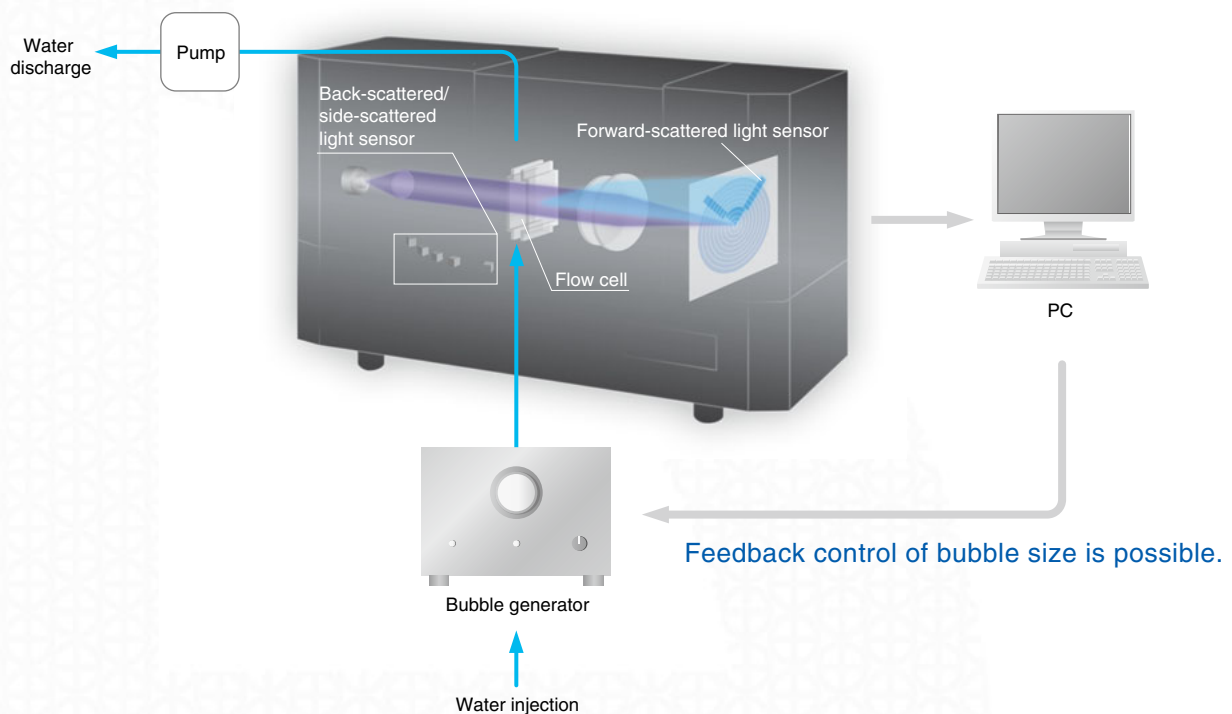 Water
discharge
Pump
Back-scattered/
side-scattered
light sensor
Forward-scattered light sensor
Flow cell
PC
Feedback control of bubble size is possible.
Bubble generator
Water injection